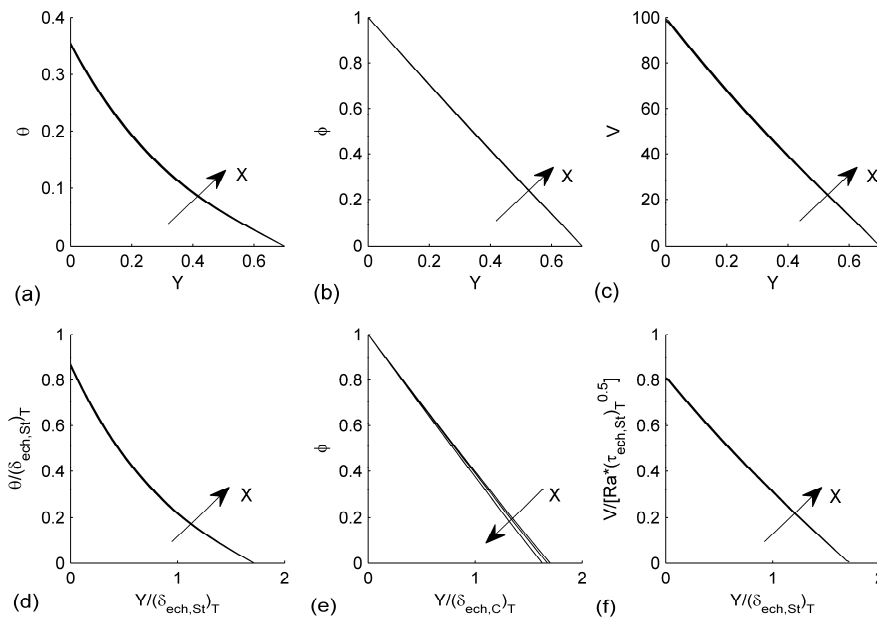 0.4
0.3
0.2
0.1
0
θ
X
0 0.2 0.4 0.6
Y
(a)
1
0.8
0.6
0.4
0.2
0
ϕ
X
0 0.2 0.4 0.6
Y
(b)
100
80
60
40
20
0
V
X
0 0.2 0.4 0.6
Y
(c)
1
0.8
0.6
0.4
0.2
0
θ/(δech,St)T
X
0 1 2
Y/(δech,St)T
(d)
1
0.8
0.6
0.4
0.2
0
ϕ
X
0 1 2
Y/(δech,C)T
(e)
1
0.8
0.6
0.4
0.2
0
V/[Ra*(τech,St)T0.5]
X
0 1 2
Y/(δech,St)T
(f)